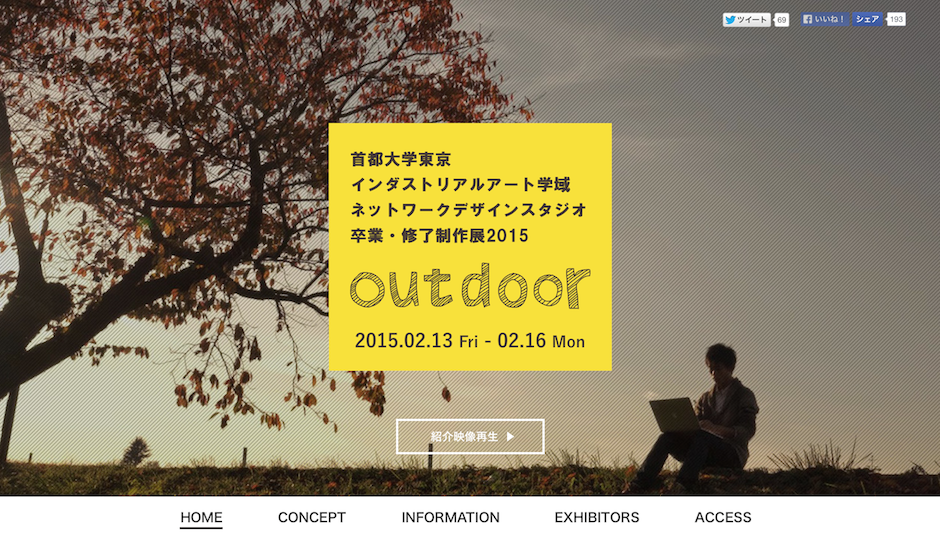 ツイート 69 いいね！ シェア 193
首都大学東京
インダストリアルアート学域
ネットワークデザインスタジオ
卒業・修了制作展2015
outdoor
2015.02.13 Fri - 02.16 Mon
紹介映像再生
HOME CONCEPT INFORMATION EXHIBITORS ACCESS